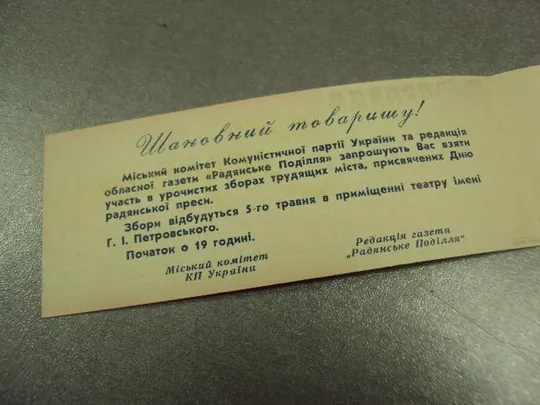 Шановний товаришу!
Міський комітет Комуністичної партії України та редакція
обласної газети «Радянське Поділля» запрошують Вас взяти
участь в урочистих зборах трудящих міста, присвячених Дню
радянської преси.
Збори відбудуться 5-го травня в приміщенні театру імені
Г. І. Петровського.
Початок о 19 годині.
Міський комітет
КП України
Редакція газети
„Радянське Поділля"